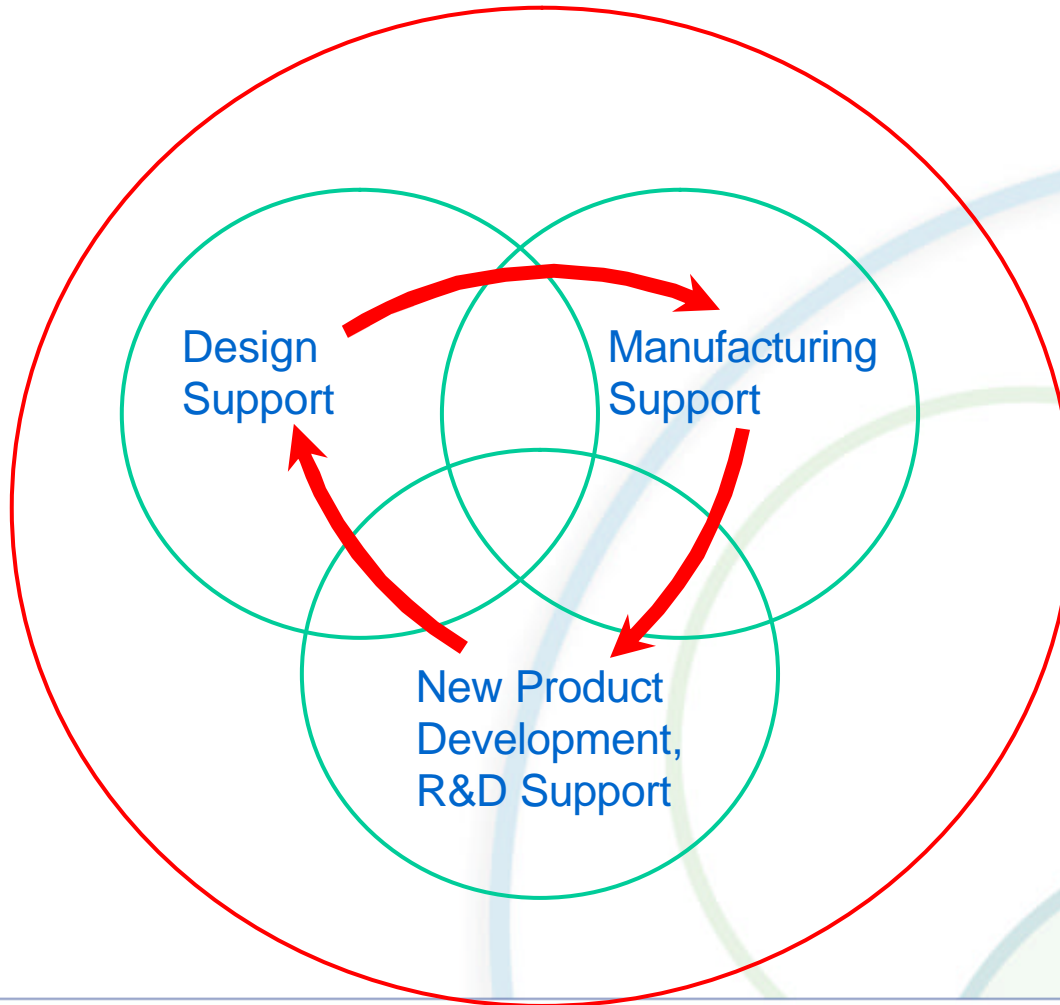 Design
Support
Manufacturing
Support
New Product
Development,
R&D Support